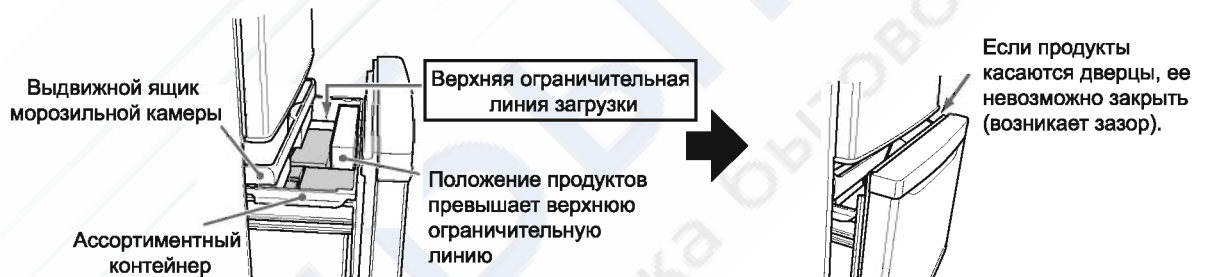 Выдвижной ящик
морозильной камеры
Верхняя ограничительная
линия загрузки
Положение продуктов
превышает верхнюю
ограничительную
линию
Ассортиментный
контейнер
Если продукты
касаются дверцы, ее
невозможно закрыть
(возникает зазор).